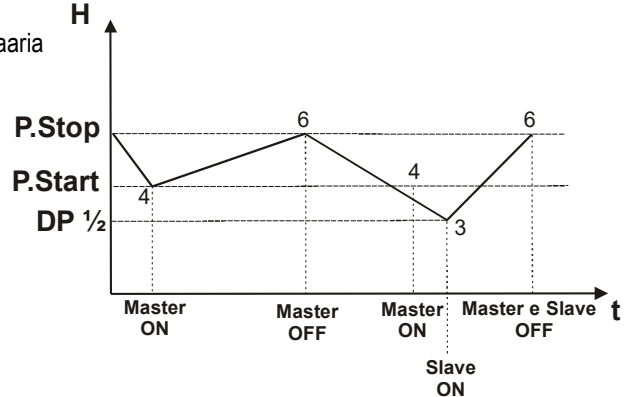 H
P.Stop
6
6
P.Start
4
4
DP ½
3
Master
ON
Master
OFF
Master
ON
Master e Slave
OFF
t
Slave
ON